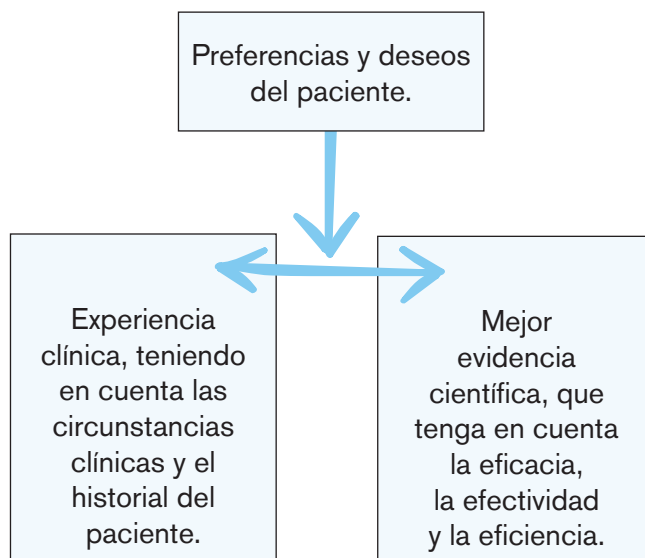 Preferencias y deseos
del paciente.
Experiencia
clínica, teniendo
en cuenta las
circunstancias
clínicas y el
historial del
paciente.
Mejor
evidencia
científica, que
tenga en cuenta
la eficacia,
la efectividad
y la eficiencia.